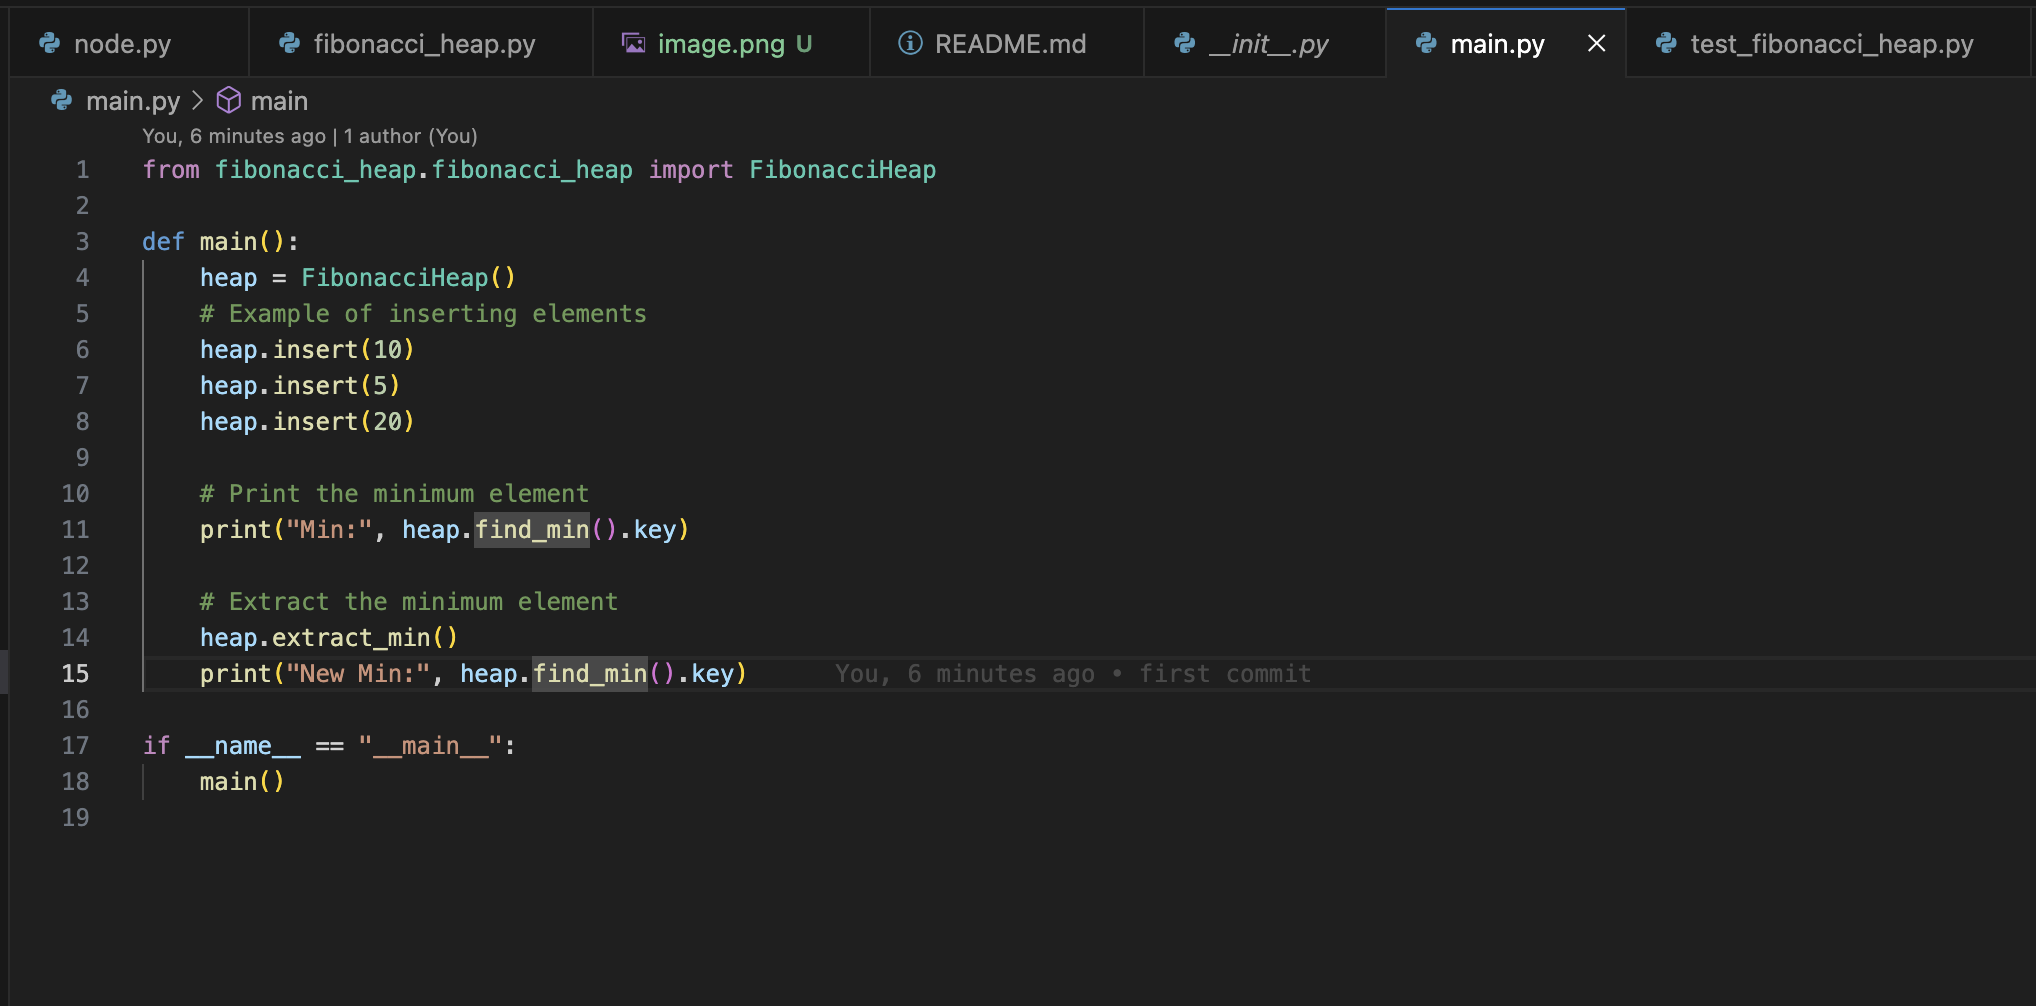 node.py fibonacci_heap.py image.png U README.md __init__.py main.py test_fibonacci_heap.py
main.py > main
You, 6 minutes ago | 1 author (You)
1 from fibonacci_heap.fibonacci_heap import FibonacciHeap
2
3 def main():
4     heap = FibonacciHeap()
5     # Example of inserting elements
6     heap.insert(10)
7     heap.insert(5)
8     heap.insert(20)
9
10     # Print the minimum element
11     print("Min:", heap.find_min().key)
12
13     # Extract the minimum element
14     heap.extract_min()
15     print("New Min:", heap.find_min().key) You, 6 minutes ago • first commit
16
17 if __name__ == "__main__":
18     main()
19